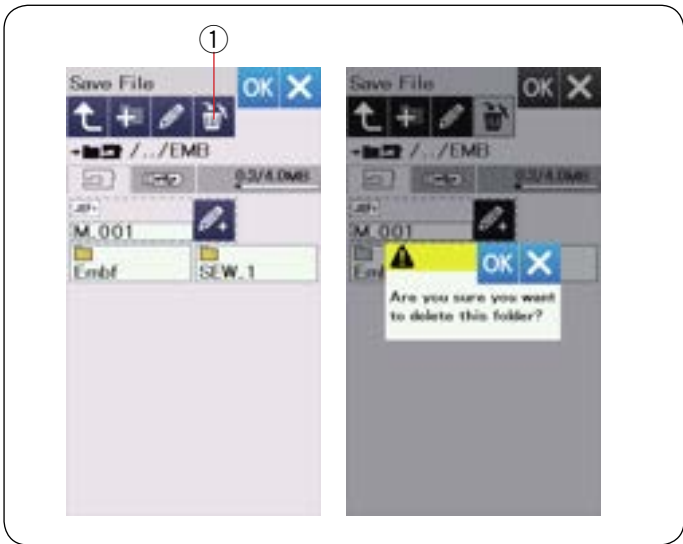 ①
Save File OK
/../EMB
0.3/4.0MB
M_001
Embf SEW_1
Save File OK
/../EMB
0.3/4.0MB
M_001
Emb
OK
Are you sure you want
to delete this folder?